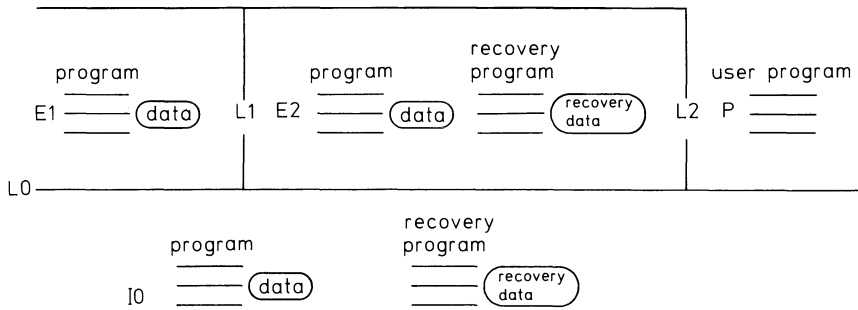 recovery
program
program
program
user program
E1
data
L1
E2
data
recovery
data
L2
P
L0
recovery
program
program
I0
data
recovery
data